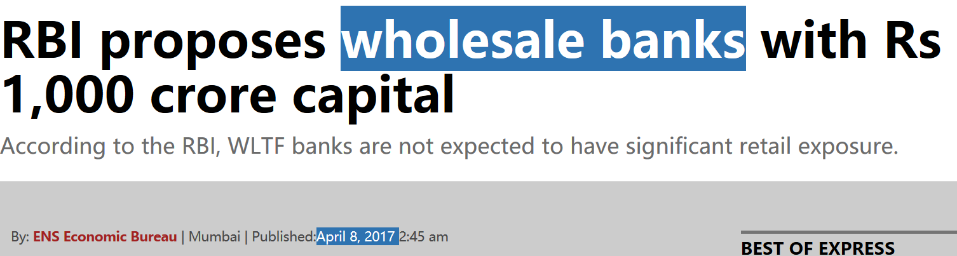 RBI proposes wholesale banks with Rs
1,000 crore capital
According to the RBI, WLTF banks are not expected to have significant retail exposure.
By: ENS Economic Bureau | Mumbai | Published:April 8, 2017 2:45 am
BEST OF EXPRESS